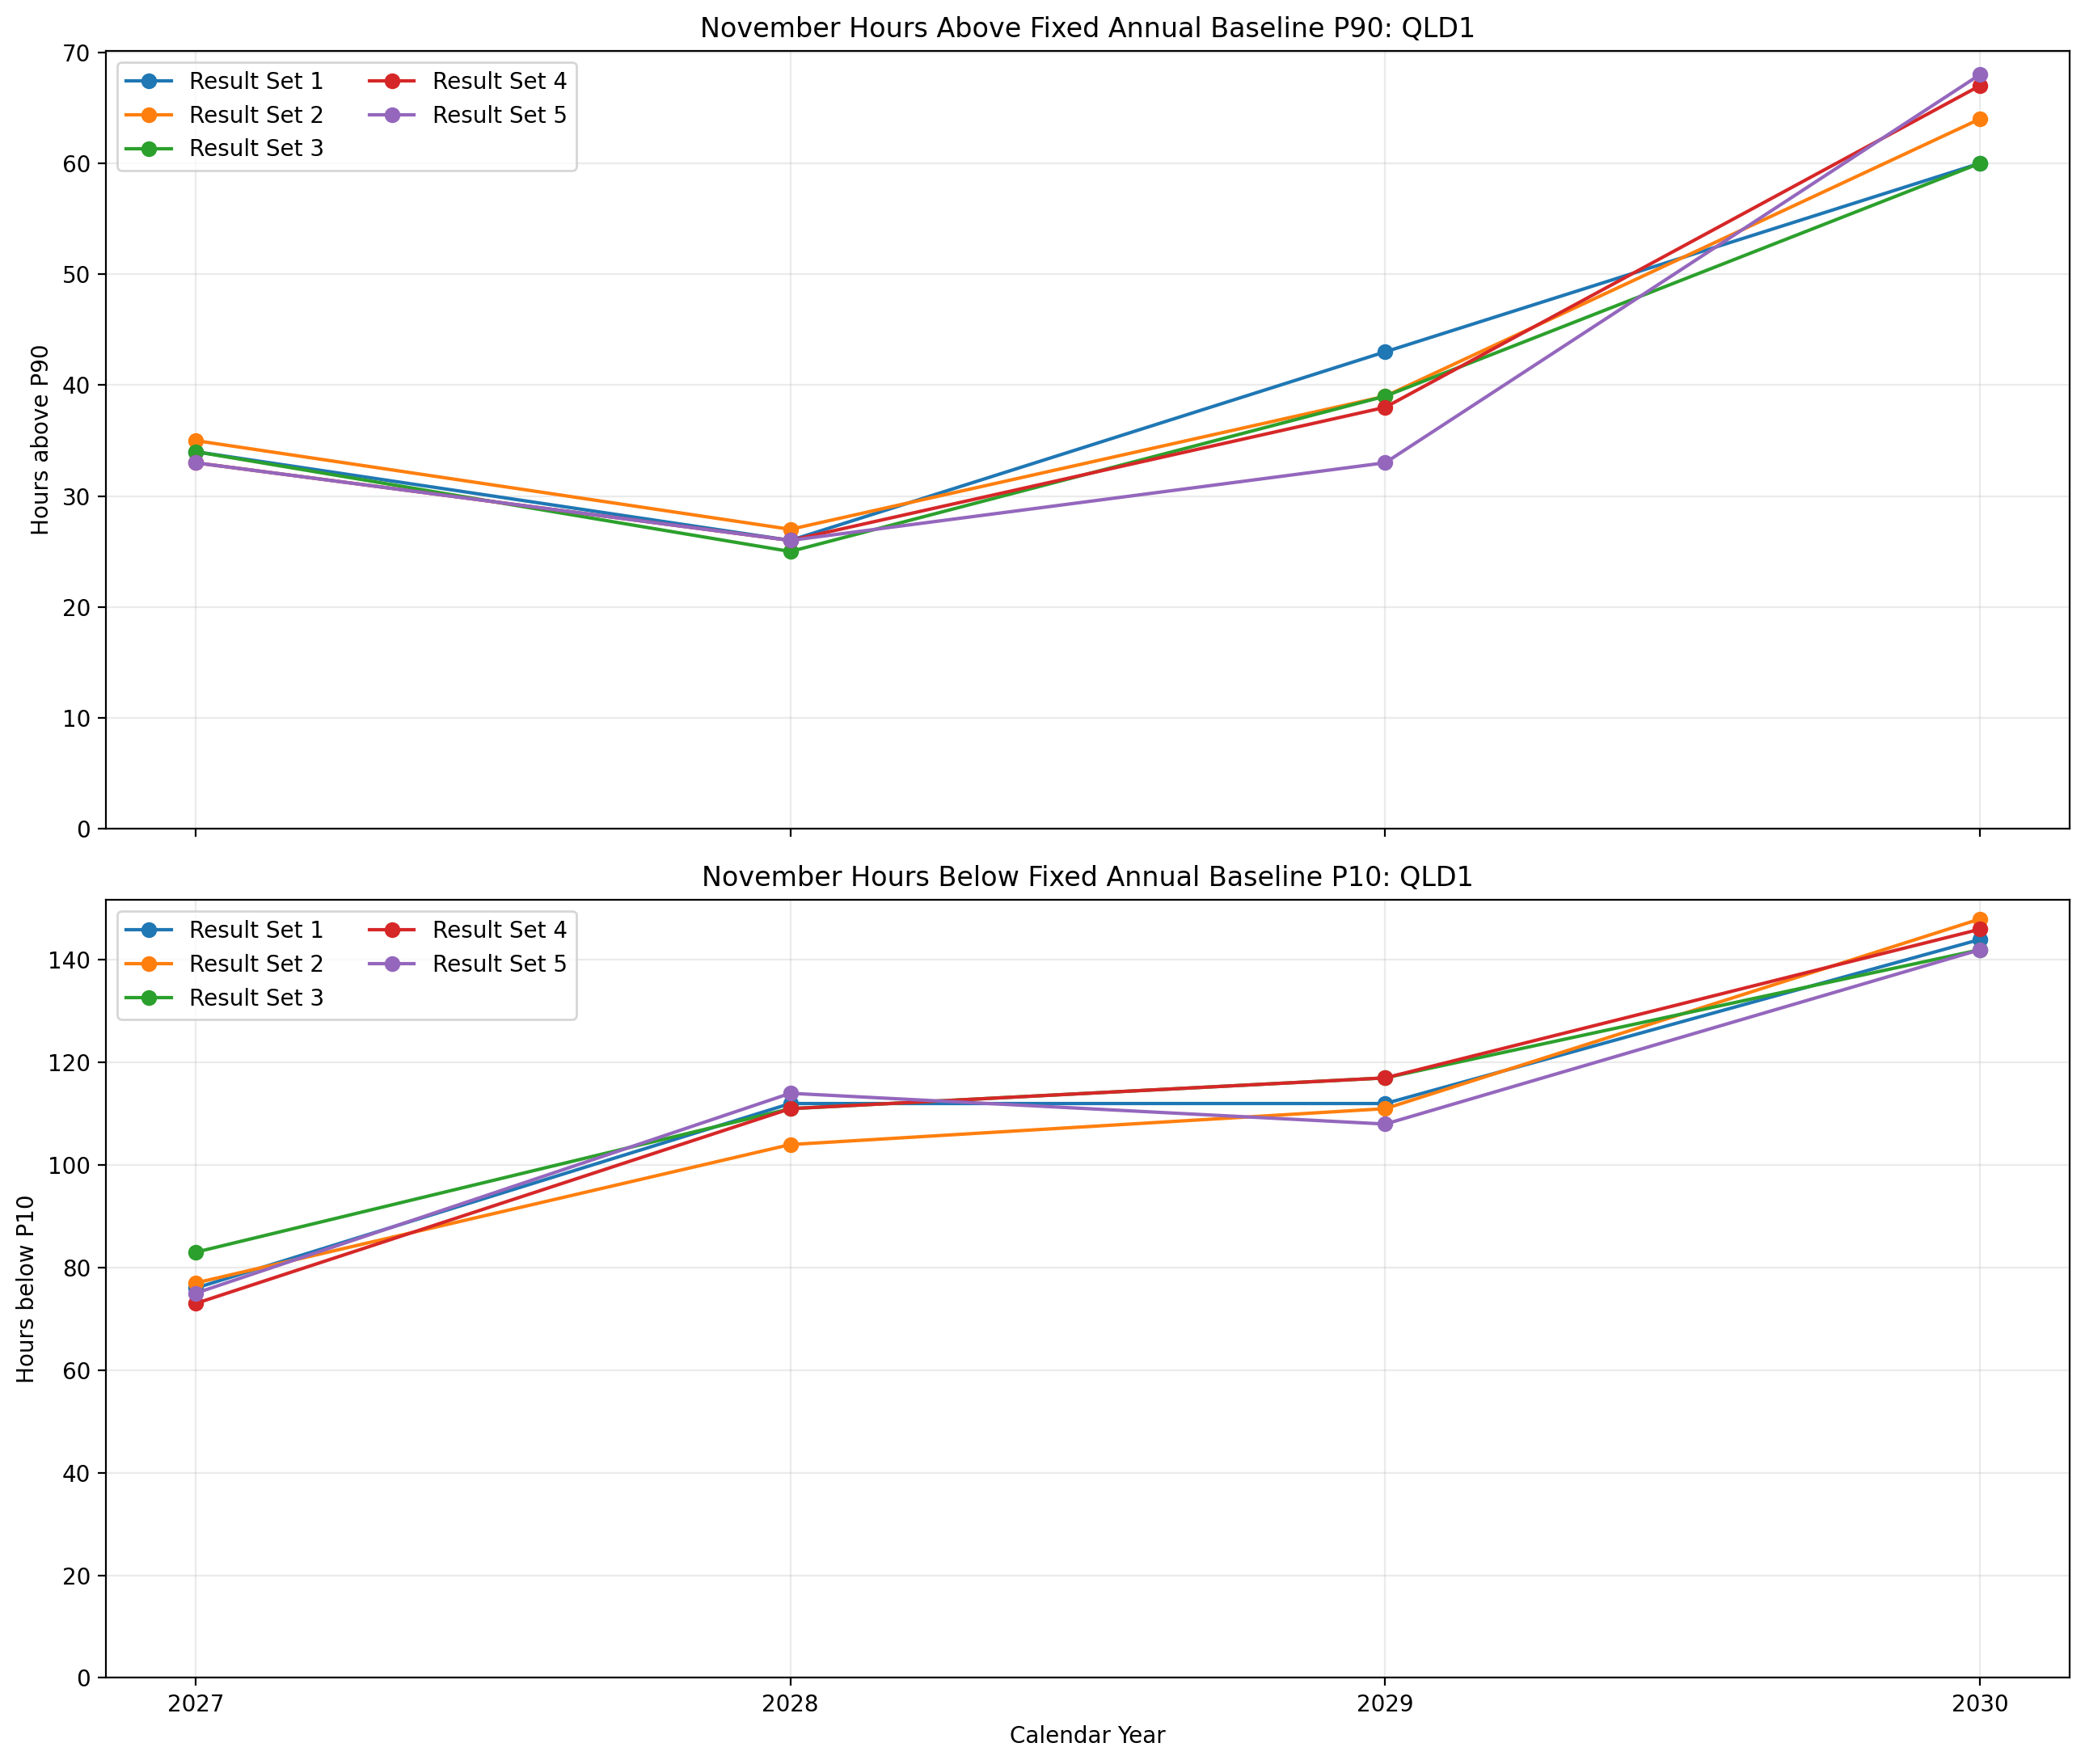 November Hours Above Fixed Annual Baseline P90: QLD1
70
60
50
40
30
20
10
0
Hours above P90
Result Set 1
Result Set 2
Result Set 3
Result Set 4
Result Set 5
November Hours Below Fixed Annual Baseline P10: QLD1
140
120
100
80
60
40
20
0
Hours below P10
Result Set 1
Result Set 2
Result Set 3
Result Set 4
Result Set 5
2027
2028
2029
2030
Calendar Year